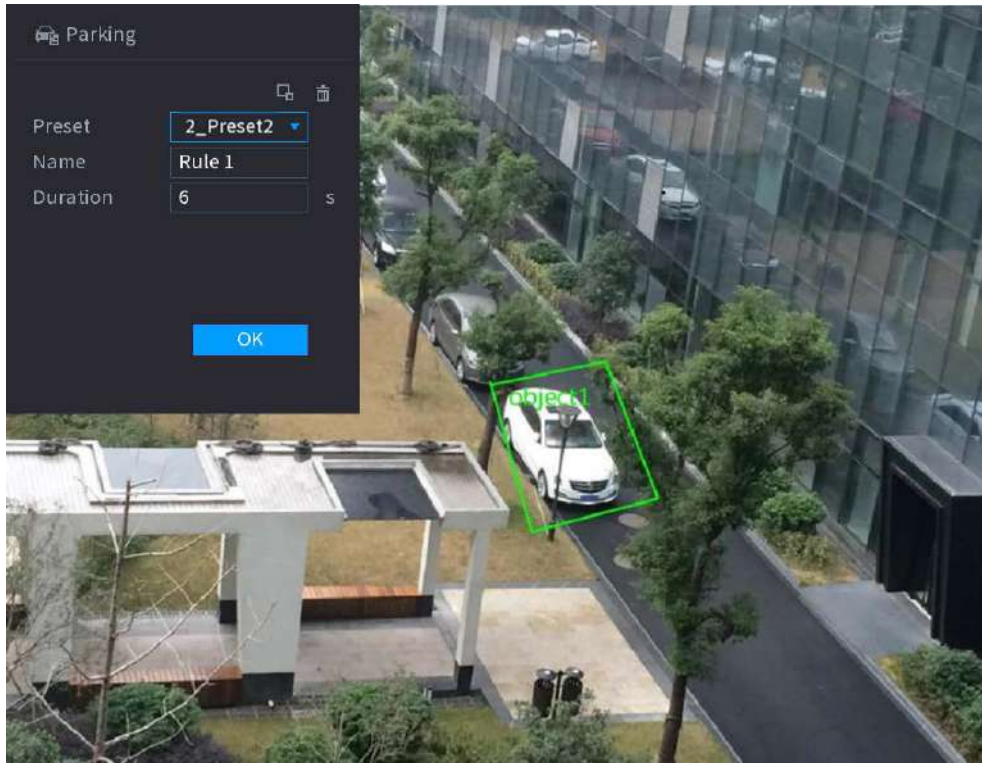 Parking
Preset 2_Preset2
Name Rule 1
Duration 6 s
OK
object1